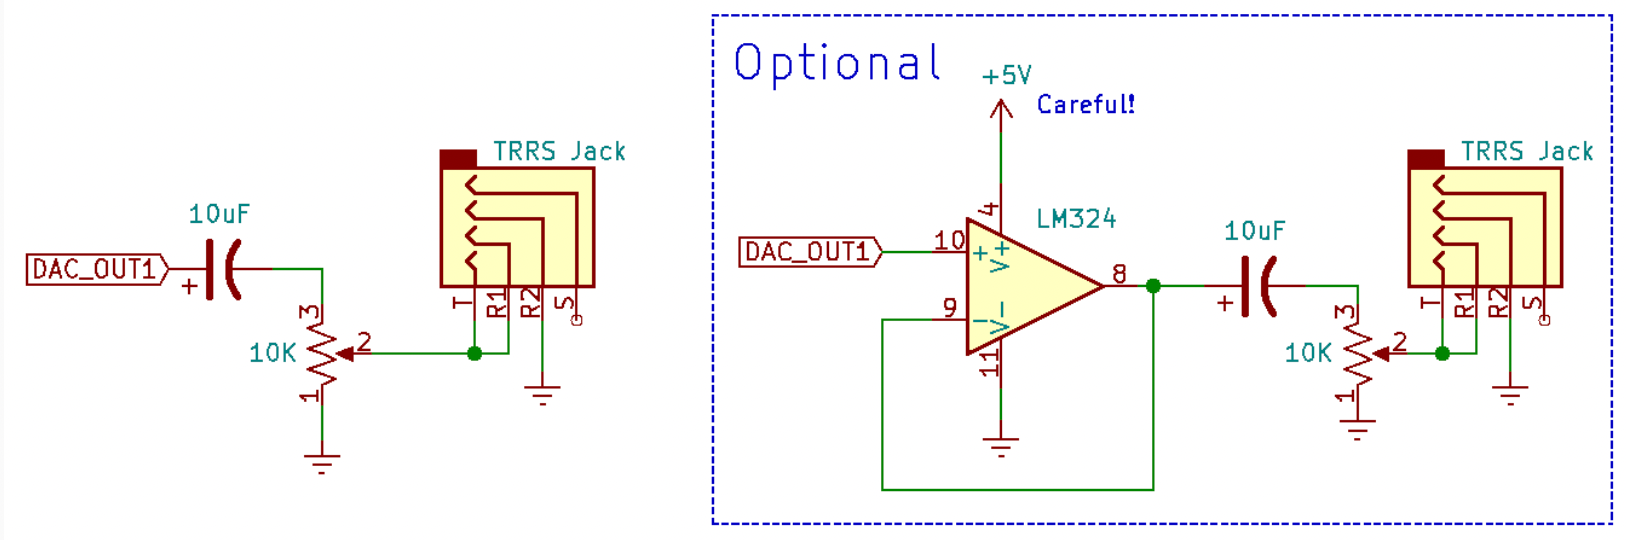 TRRS Jack
10uF
DAC_OUT1
+
T
R1
R2
S
3
10K
2
1
Optional
+5V
Careful!
4
LM324
DAC_OUT1
10
+
V+
8
9
-
V-
11
10uF
+
TRRS Jack
T
R1
R2
S
3
10K
2
1